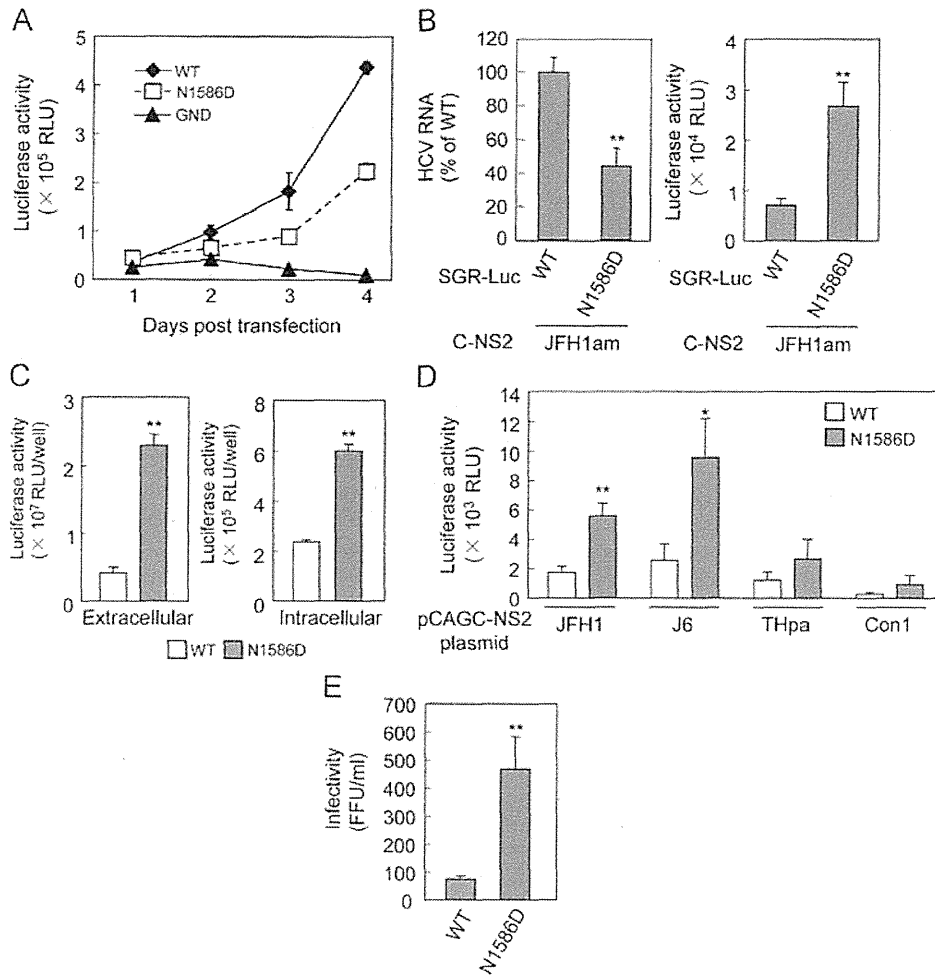 A
Luciferase activity
(× 10⁵ RLU)
5
4
3
2
1
0
WT
N1586D
GND
1 2 3 4
Days post transfection
B
HCV RNA
(% of WT)
120
100
80
60
40
20
0
**
SGR-Luc WT N1586D
C-NS2 JFH1am
Luciferase activity
(× 10⁴ RLU)
4
3
2
1
0
**
SGR-Luc WT N1586D
C-NS2 JFH1am
C
Luciferase activity
(× 10⁷ RLU/well)
3
2
1
0
**
Extracellular
Luciferase activity
(× 10⁵ RLU/well)
8
6
4
2
0
**
Intracellular
WT N1586D
D
Luciferase activity
(× 10³ RLU)
14
12
10
8
6
4
2
0
WT
N1586D
**
*
pCAGC-NS2
plasmid
JFH1 J6 THpa Con1
E
Infectivity
(FFU/ml)
700
600
500
400
300
200
100
0
**
WT N1586D